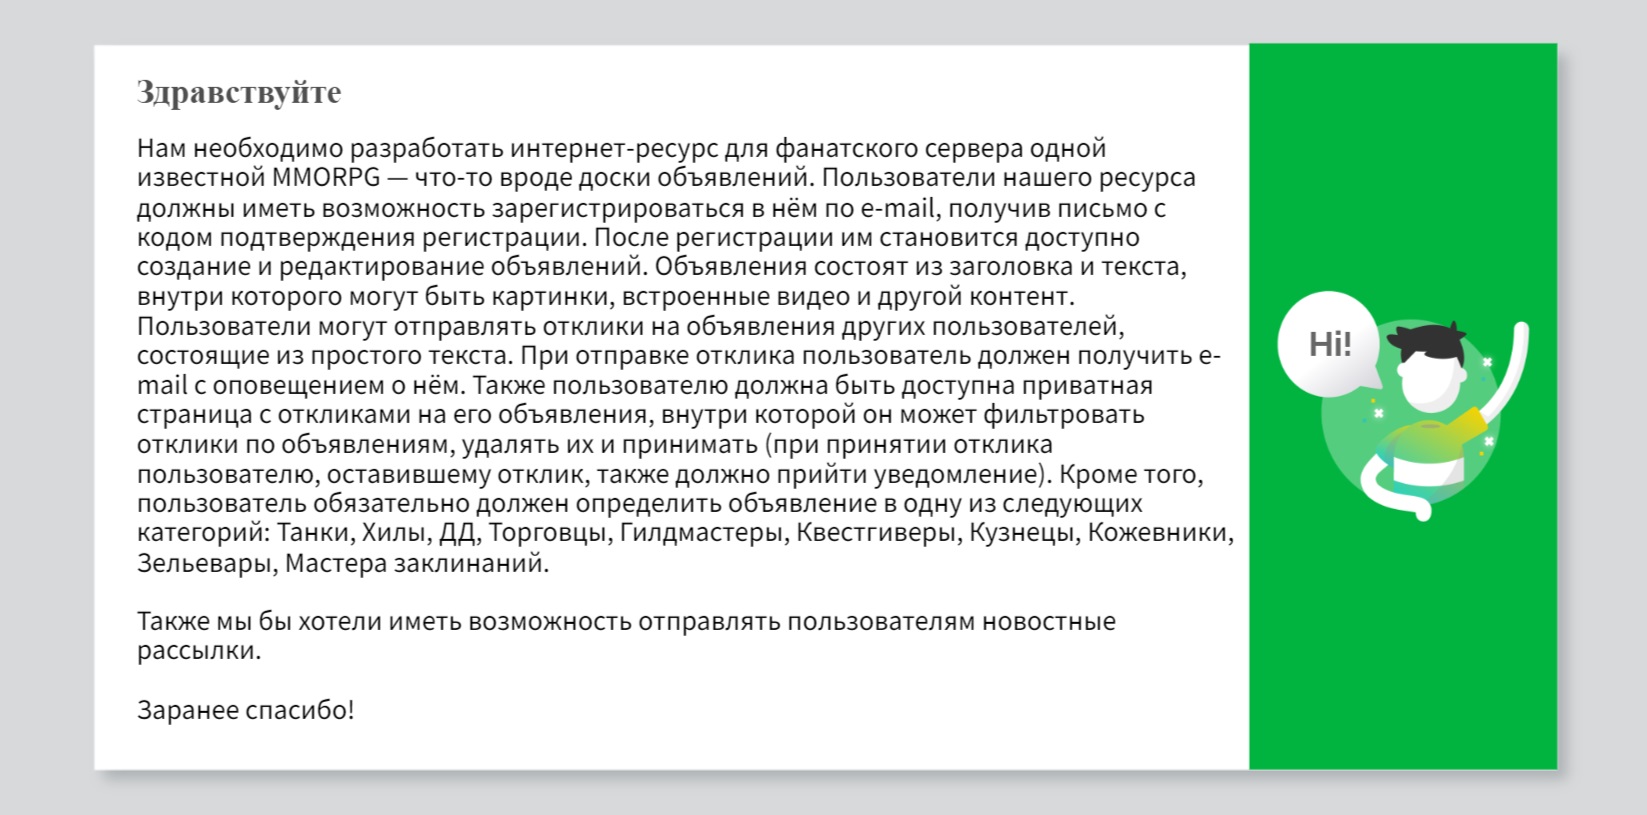 Здравствуйте
Нам необходимо разработать интернет-ресурс для фанатского сервера одной
известной MMORPG — что-то вроде доски объявлений. Пользователи нашего ресурса
должны иметь возможность зарегистрироваться в нём по e-mail, получив письмо с
кодом подтверждения регистрации. После регистрации им становится доступно
создание и редактирование объявлений. Объявления состоят из заголовка и текста,
внутри которого могут быть картинки, встроенные видео и другой контент.
Пользователи могут отправлять отклики на объявления других пользователей,
состоящие из простого текста. При отправке отклика пользователь должен получить e-
mail с оповещением о нём. Также пользователю должна быть доступна приватная
страница с откликами на его объявления, внутри которой он может фильтровать
отклики по объявлениям, удалять их и принимать (при принятии отклика
пользователю, оставившему отклик, также должно прийти уведомление). Кроме того,
пользователь обязательно должен определить объявление в одну из следующих
категорий: Танки, Хилы, ДД, Торговцы, Гилдмастеры, Квестгиверы, Кузнецы, Кожевники,
Зельевары, Мастера заклинаний.
Также мы бы хотели иметь возможность отправлять пользователям новостные
рассылки.
Заранее спасибо!
Hi!